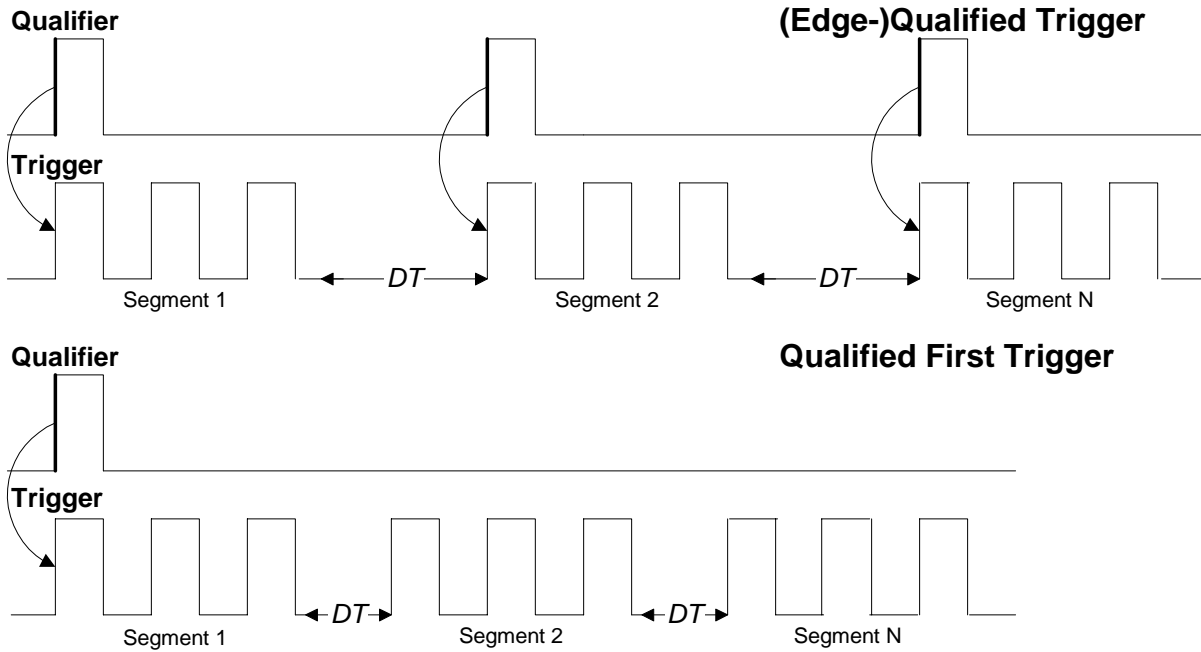 (Edge-)Qualified Trigger
Qualifier
Trigger
DT
DT
Segment 1
Segment 2
Segment N
Qualified First Trigger
Qualifier
Trigger
DT
DT
Segment 1
Segment 2
Segment N